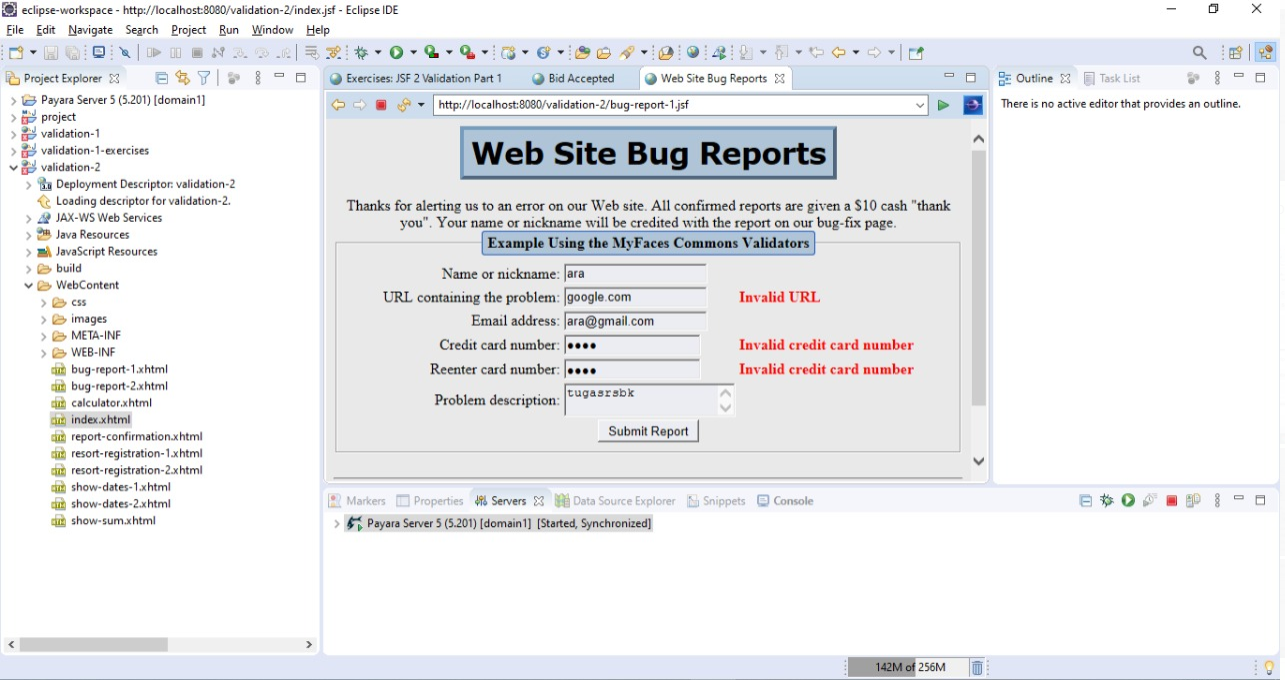 eclipse-workspace - http://localhost:8080/validation-2/index.jsf - Eclipse IDE
File Edit Navigate Search Project Run Window Help
Project Explorer
Payara Server 5 (5.201) [domain1]
project
validation-1
validation-1-exercises
validation-2
Deployment Descriptor: validation-2
Loading descriptor for validation-2.
JAX-WS Web Services
Java Resources
JavaScript Resources
build
WebContent
css
images
META-INF
WEB-INF
bug-report-1.xhtml
bug-report-2.xhtml
calculator.xhtml
index.xhtml
report-confirmation.xhtml
resort-registration-1.xhtml
resort-registration-2.xhtml
show-dates-1.xhtml
show-dates-2.xhtml
show-sum.xhtml
Exercises: JSF 2 Validation Part 1 Bid Accepted Web Site Bug Reports
http://localhost:8080/validation-2/bug-report-1.jsf
Web Site Bug Reports
Thanks for alerting us to an error on our Web site. All confirmed reports are given a $10 cash "thank
you". Your name or nickname will be credited with the report on our bug-fix page.
Example Using the MyFaces Commons Validators
Name or nickname: ara
URL containing the problem: google.com Invalid URL
Email address: ara@gmail.com
Credit card number: •••• Invalid credit card number
Reenter card number: •••• Invalid credit card number
Problem description: tugasrsbk
Submit Report
Outline Task List
There is no active editor that provides an outline.
Markers Properties Servers Data Source Explorer Snippets Console
Payara Server 5 (5.201) [domain1] [Started, Synchronized]
142M of 256M